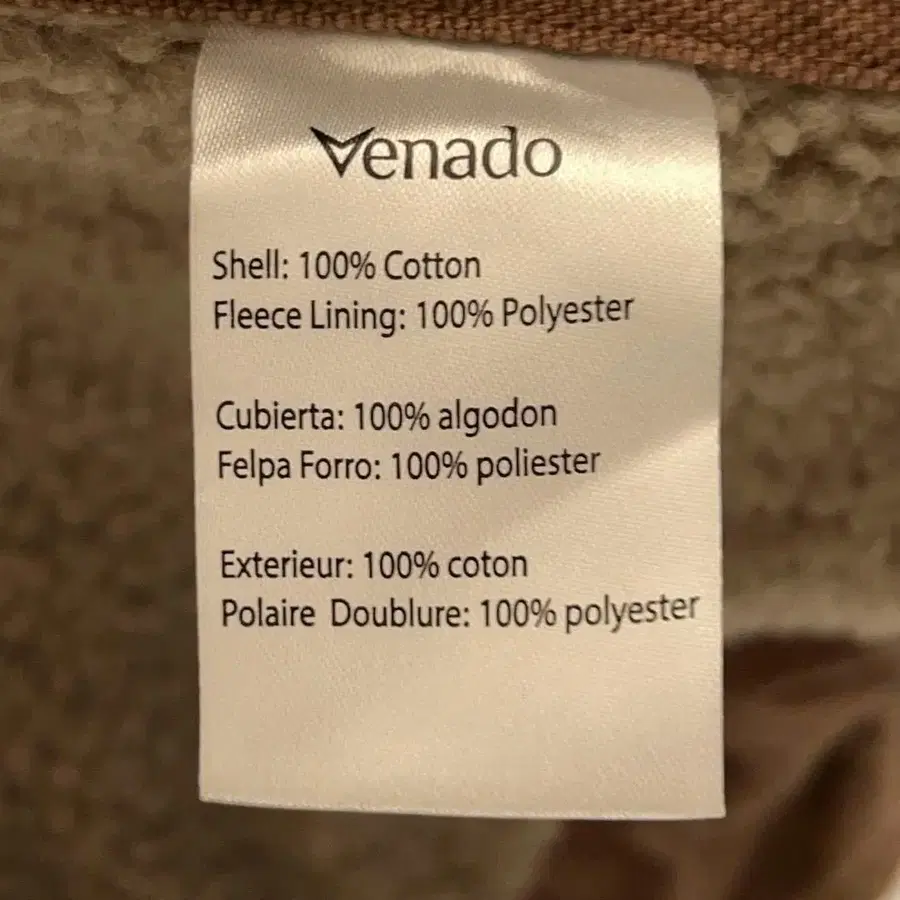 Venado
Shell: 100% Cotton
Fleece Lining: 100% Polyester
Cubierta: 100% algodon
Felpa Forro: 100% poliester
Exterieur: 100% coton
Polaire Doublure: 100% polyester